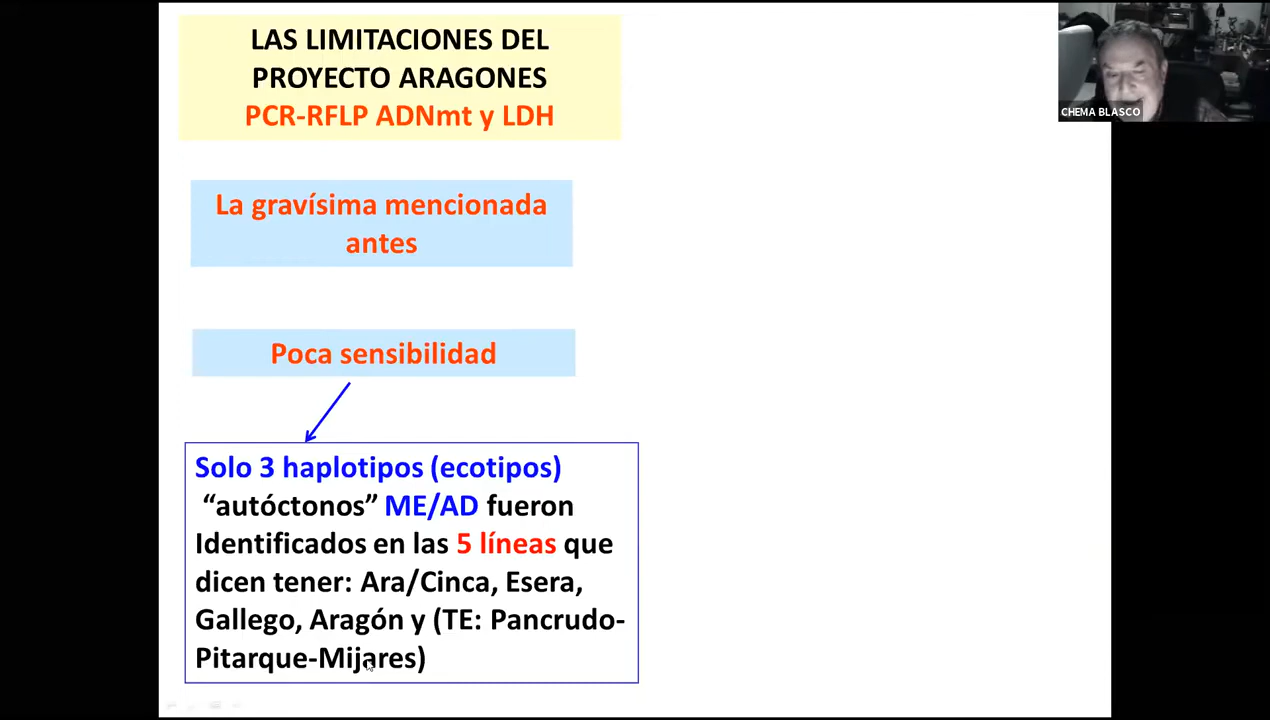 LAS LIMITACIONES DEL
PROYECTO ARAGONES
PCR-RFLP ADNmt y LDH
CHEMA BLASCO
La gravísima mencionada
antes
Poca sensibilidad
Solo 3 haplotipos (ecotipos)
“autóctonos” ME/AD fueron
Identificados en las 5 líneas que
dicen tener: Ara/Cinca, Esera,
Gallego, Aragón y (TE: Pancrudo-
Pitarque-Mijares)